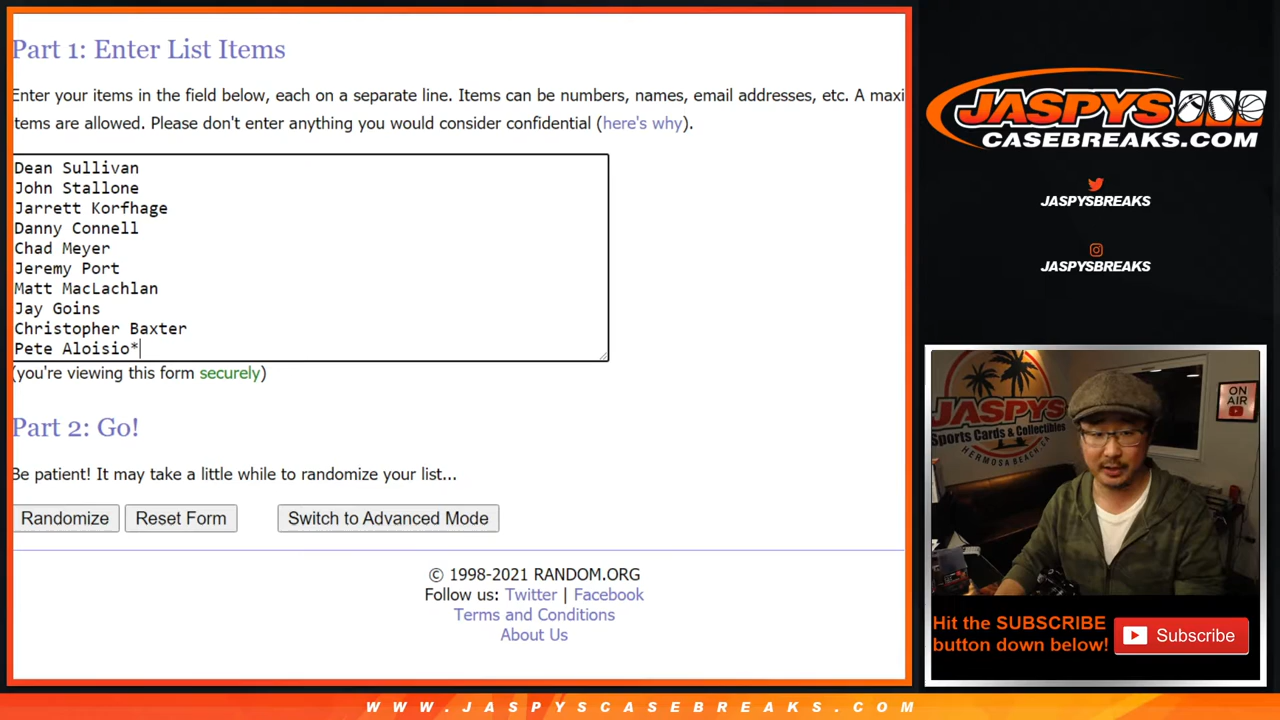 Part 1: Enter List Items
Enter your items in the field below, each on a separate line. Items can be numbers, names, email addresses, etc. A maxi
items are allowed. Please don't enter anything you would consider confidential (here's why).
Dean Sullivan
John Stallone
Jarrett Korfhage
Danny Connell
Chad Meyer
Jeremy Port
Matt MacLachlan
Jay Goins
Christopher Baxter
Pete Aloisio*
(you're viewing this form securely)
Part 2: Go!
Be patient! It may take a little while to randomize your list...
Randomize Reset Form Switch to Advanced Mode
© 1998-2021 RANDOM.ORG
Follow us: Twitter | Facebook
Terms and Conditions
About Us
JASPYS
CASEBREAKS.COM
JASPYSBREAKS
JASPYSBREAKS
JASPYS
Sports Cards & Collectibles
HERMOSA BEACH, CA
ON
AIR
Hit the SUBSCRIBE
button down below!
Subscribe
WWW.JASPYSCASEBREAKS.COM